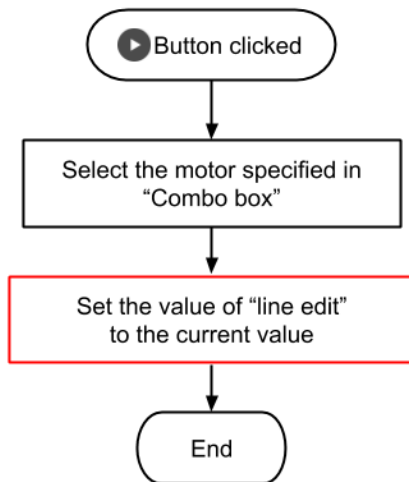 Button clicked
Select the motor specified in
“Combo box”
Set the value of “line edit”
to the current value
End